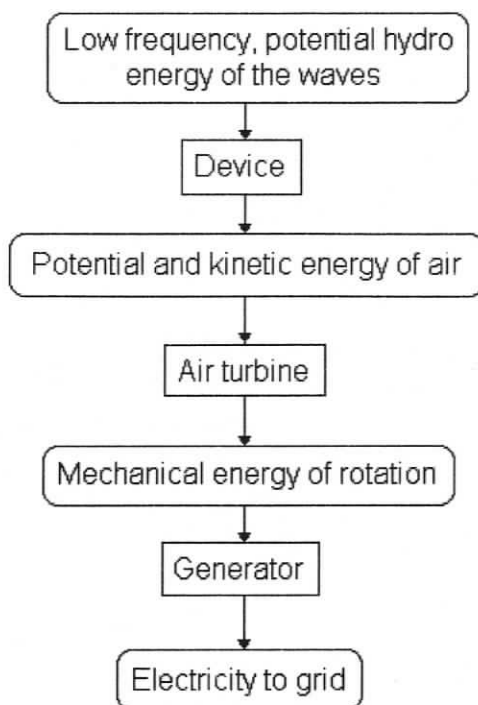 Low frequency, potential hydro
energy of the waves
Device
Potential and kinetic energy of air
Air turbine
Mechanical energy of rotation
Generator
Electricity to grid